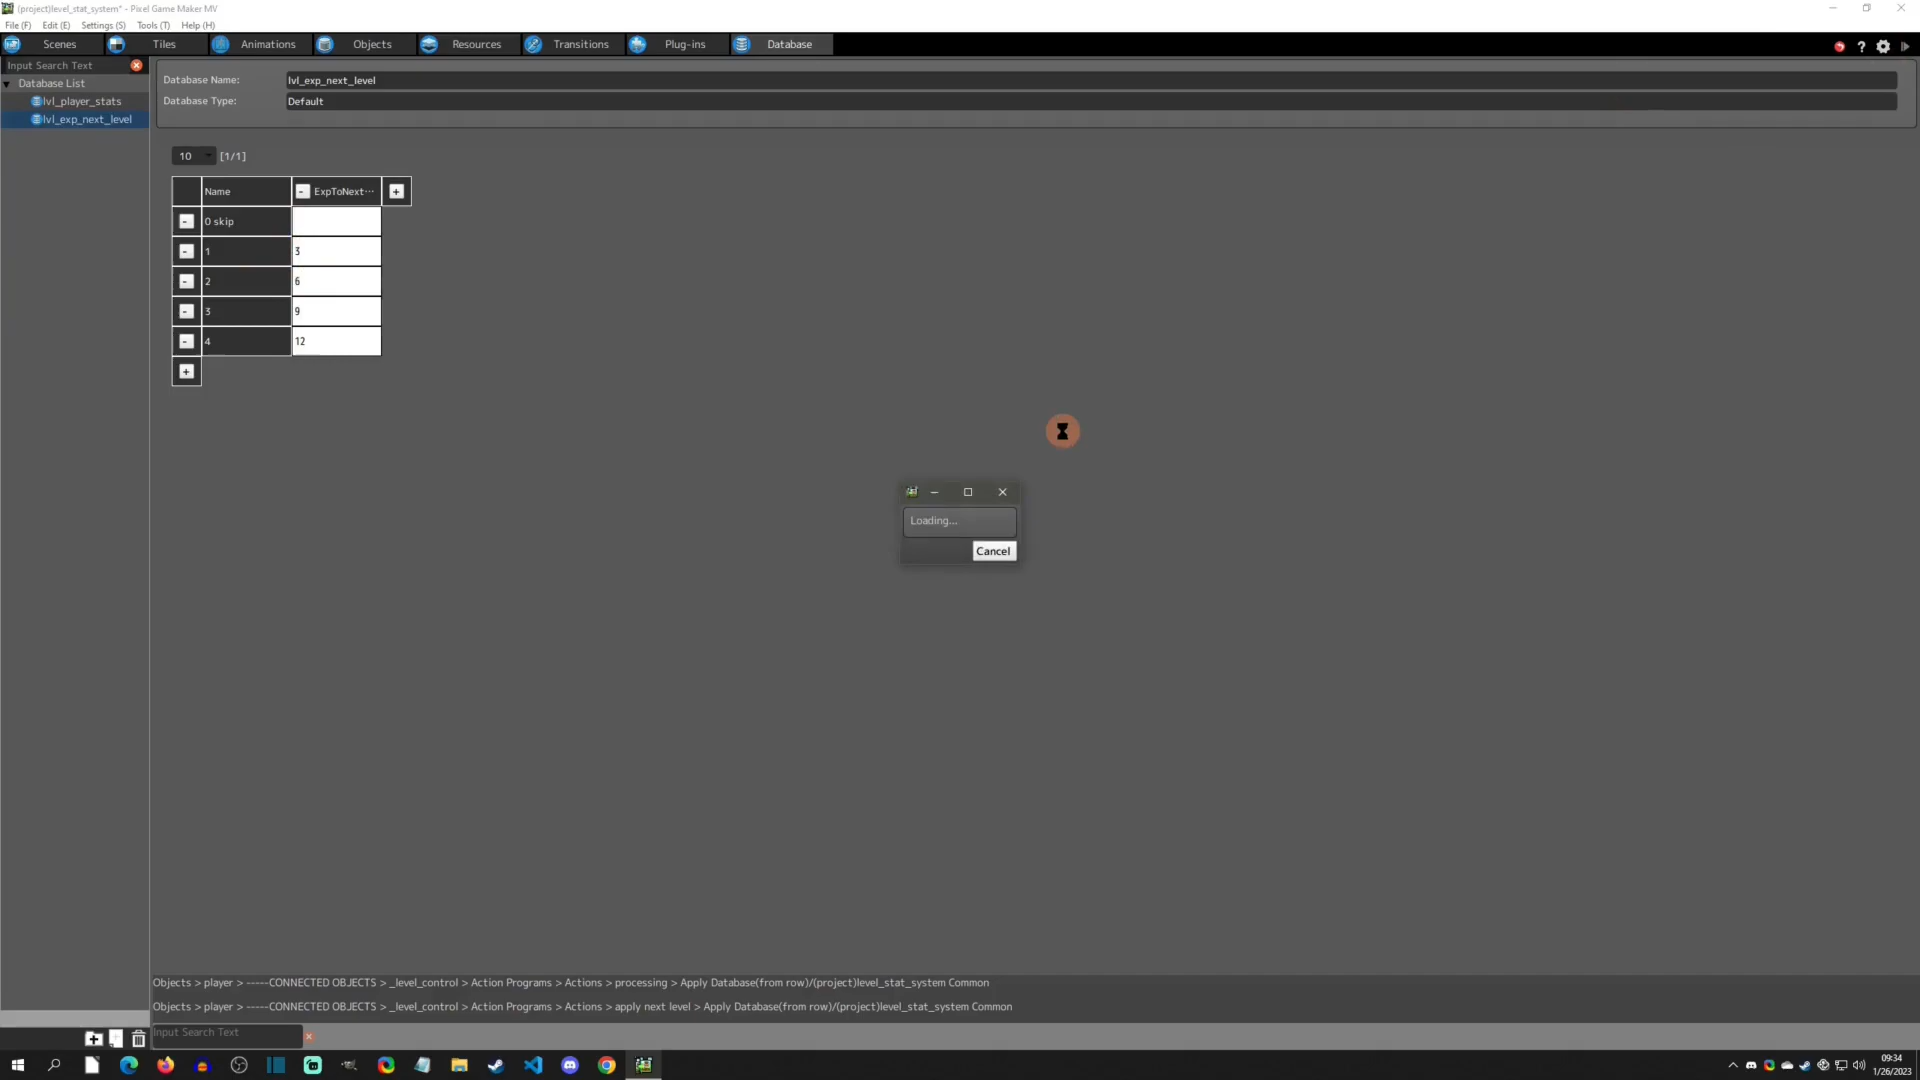 (project)level_stat_system* - Pixel Game Maker MV
File (F) Edit (E) Settings (S) Tools (T) Help (H)
Scenes Tiles Animations Objects Resources Transitions Plug-ins Database
Input Search Text
Database List
lvl_player_stats
lvl_exp_next_level
Database Name: lvl_exp_next_level
Database Type: Default
10 [1/1]
Name - ExpToNext··· +
- 0 skip
- 1 3
- 2 6
- 3 9
- 4 12
+
Loading...
Cancel
Objects > player > -----CONNECTED OBJECTS > _level_control > Action Programs > Actions > processing > Apply Database(from row)/(project)level_stat_system Common
Objects > player > -----CONNECTED OBJECTS > _level_control > Action Programs > Actions > apply next level > Apply Database(from row)/(project)level_stat_system Common
Input Search Text
09:34
1/26/2023